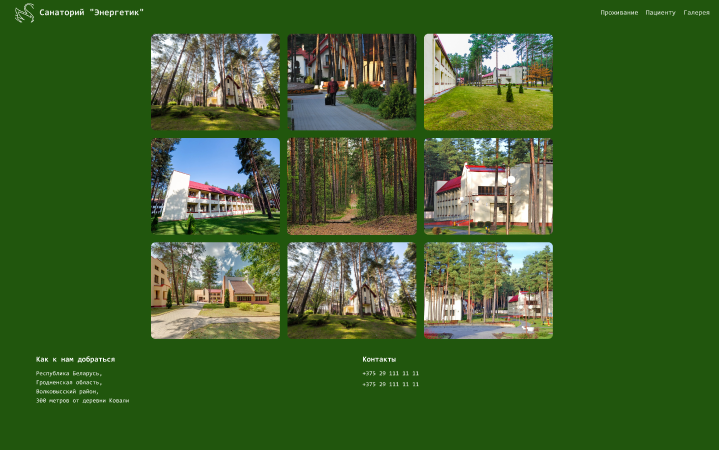 Санаторий "Энергетик"
Проживание Пациенту Галерея
Как к нам добраться
Республика Беларусь,
Гродненская область,
Волковысский район,
300 метров от деревни Ковали
Контакты
+375 29 111 11 11
+375 29 111 11 11